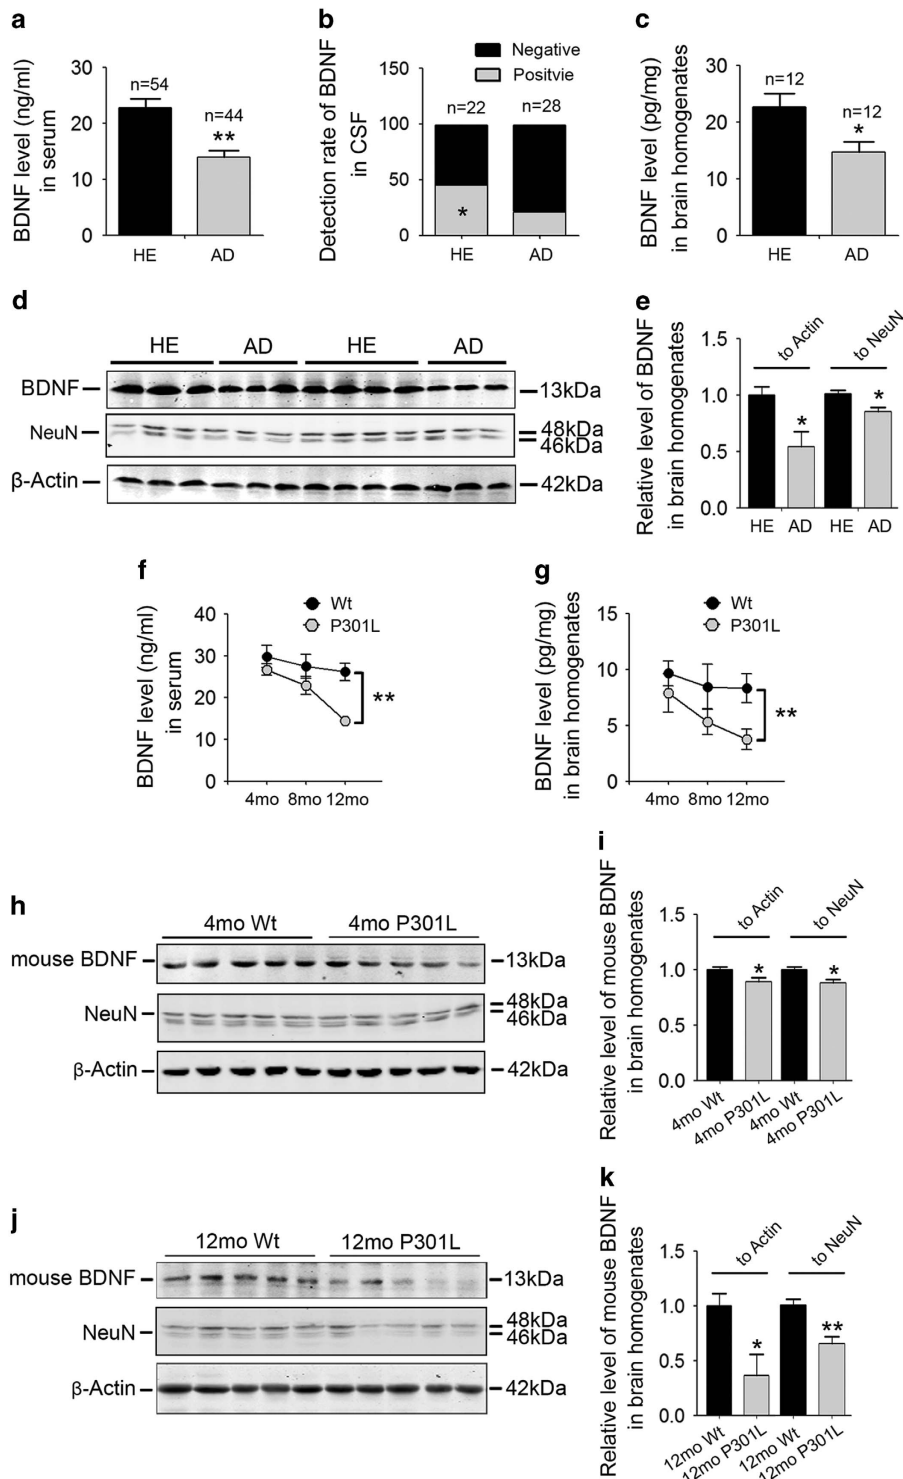 a
BDNF level (ng/ml)
in serum
30
20
10
0
n=54
n=44
**
HE
AD
b
Negative
Positvie
Detection rate of BDNF
in CSF
150
100
50
0
n=22
n=28
*
HE
AD
c
BDNF level (pg/mg)
in brain homogenates
30
20
10
0
n=12
n=12
*
HE
AD
d
HE
AD
HE
AD
BDNF
13kDa
NeuN
48kDa
46kDa
β-Actin
42kDa
e
Relative level of BDNF
in brain homogenates
1.5
1.0
0.5
0.0
to Actin
to NeuN
*
*
HE
AD
HE
AD
f
BDNF level (ng/ml)
in serum
40
30
20
10
0
Wt
P301L
**
4mo
8mo
12mo
g
BDNF level (pg/mg)
in brain homogenates
15
10
5
0
Wt
P301L
**
4mo
8mo
12mo
h
4mo Wt
4mo P301L
mouse BDNF
13kDa
NeuN
48kDa
46kDa
β-Actin
42kDa
i
Relative level of mouse BDNF
in brain homogenates
1.5
1.0
0.5
0.0
to Actin
to NeuN
*
*
4mo Wt
4mo P301L
4mo Wt
4mo P301L
j
12mo Wt
12mo P301L
mouse BDNF
13kDa
NeuN
48kDa
46kDa
β-Actin
42kDa
k
Relative level of mouse BDNF
in brain homogenates
1.5
1.0
0.5
0.0
to Actin
to NeuN
*
**
12mo Wt
12mo P301L
12mo Wt
12mo P301L